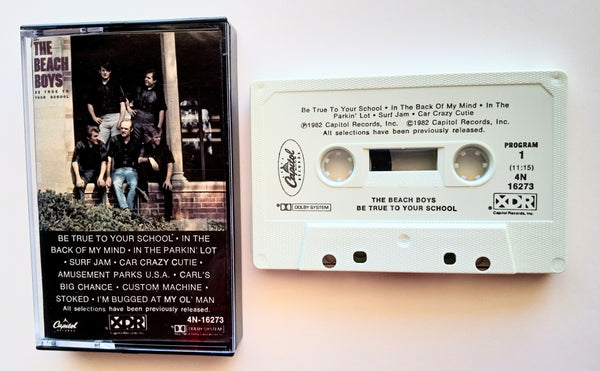 THE
BEACH
BOYS
BE TRUE TO
YOUR SCHOOL
BE TRUE TO YOUR SCHOOL • IN THE
BACK OF MY MIND • IN THE PARKIN' LOT
• SURF JAM • CAR CRAZY CUTIE •
AMUSEMENT PARKS U.S.A. • CARL'S
BIG CHANCE • CUSTOM MACHINE •
STOKED • I'M BUGGED AT MY OL' MAN
All selections have been previously released.
4N-16273
Capitol
RECORDS
XDR
DOLBY SYSTEM
Be True To Your School • In The Back Of My Mind • In The
Parkin' Lot • Surf Jam • Car Crazy Cutie
℗1982 Capitol Records, Inc. ©1982 Capitol Records, Inc.
All selections have been previously released.
Capitol
RECORDS
PROGRAM
1
(11:15)
4N
16273
DOLBY SYSTEM
THE BEACH BOYS
BE TRUE TO YOUR SCHOOL
XDR
Capitol Records, Inc.